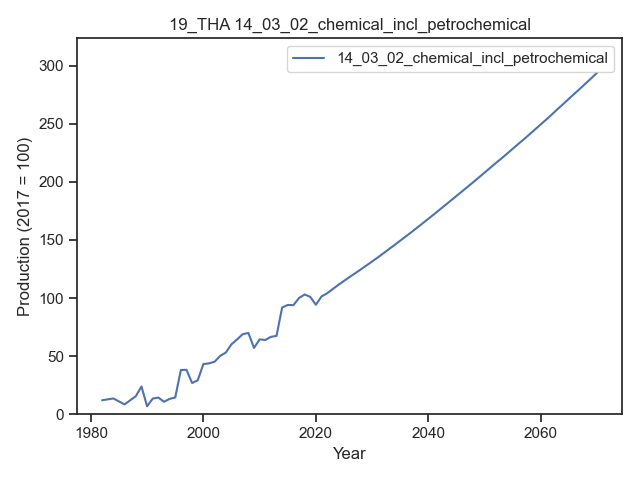 19_THA 14_03_02_chemical_incl_petrochemical
14_03_02_chemical_incl_petrochemical
Production (2017 = 100)
300
250
200
150
100
50
0
1980 2000 2020 2040 2060
Year